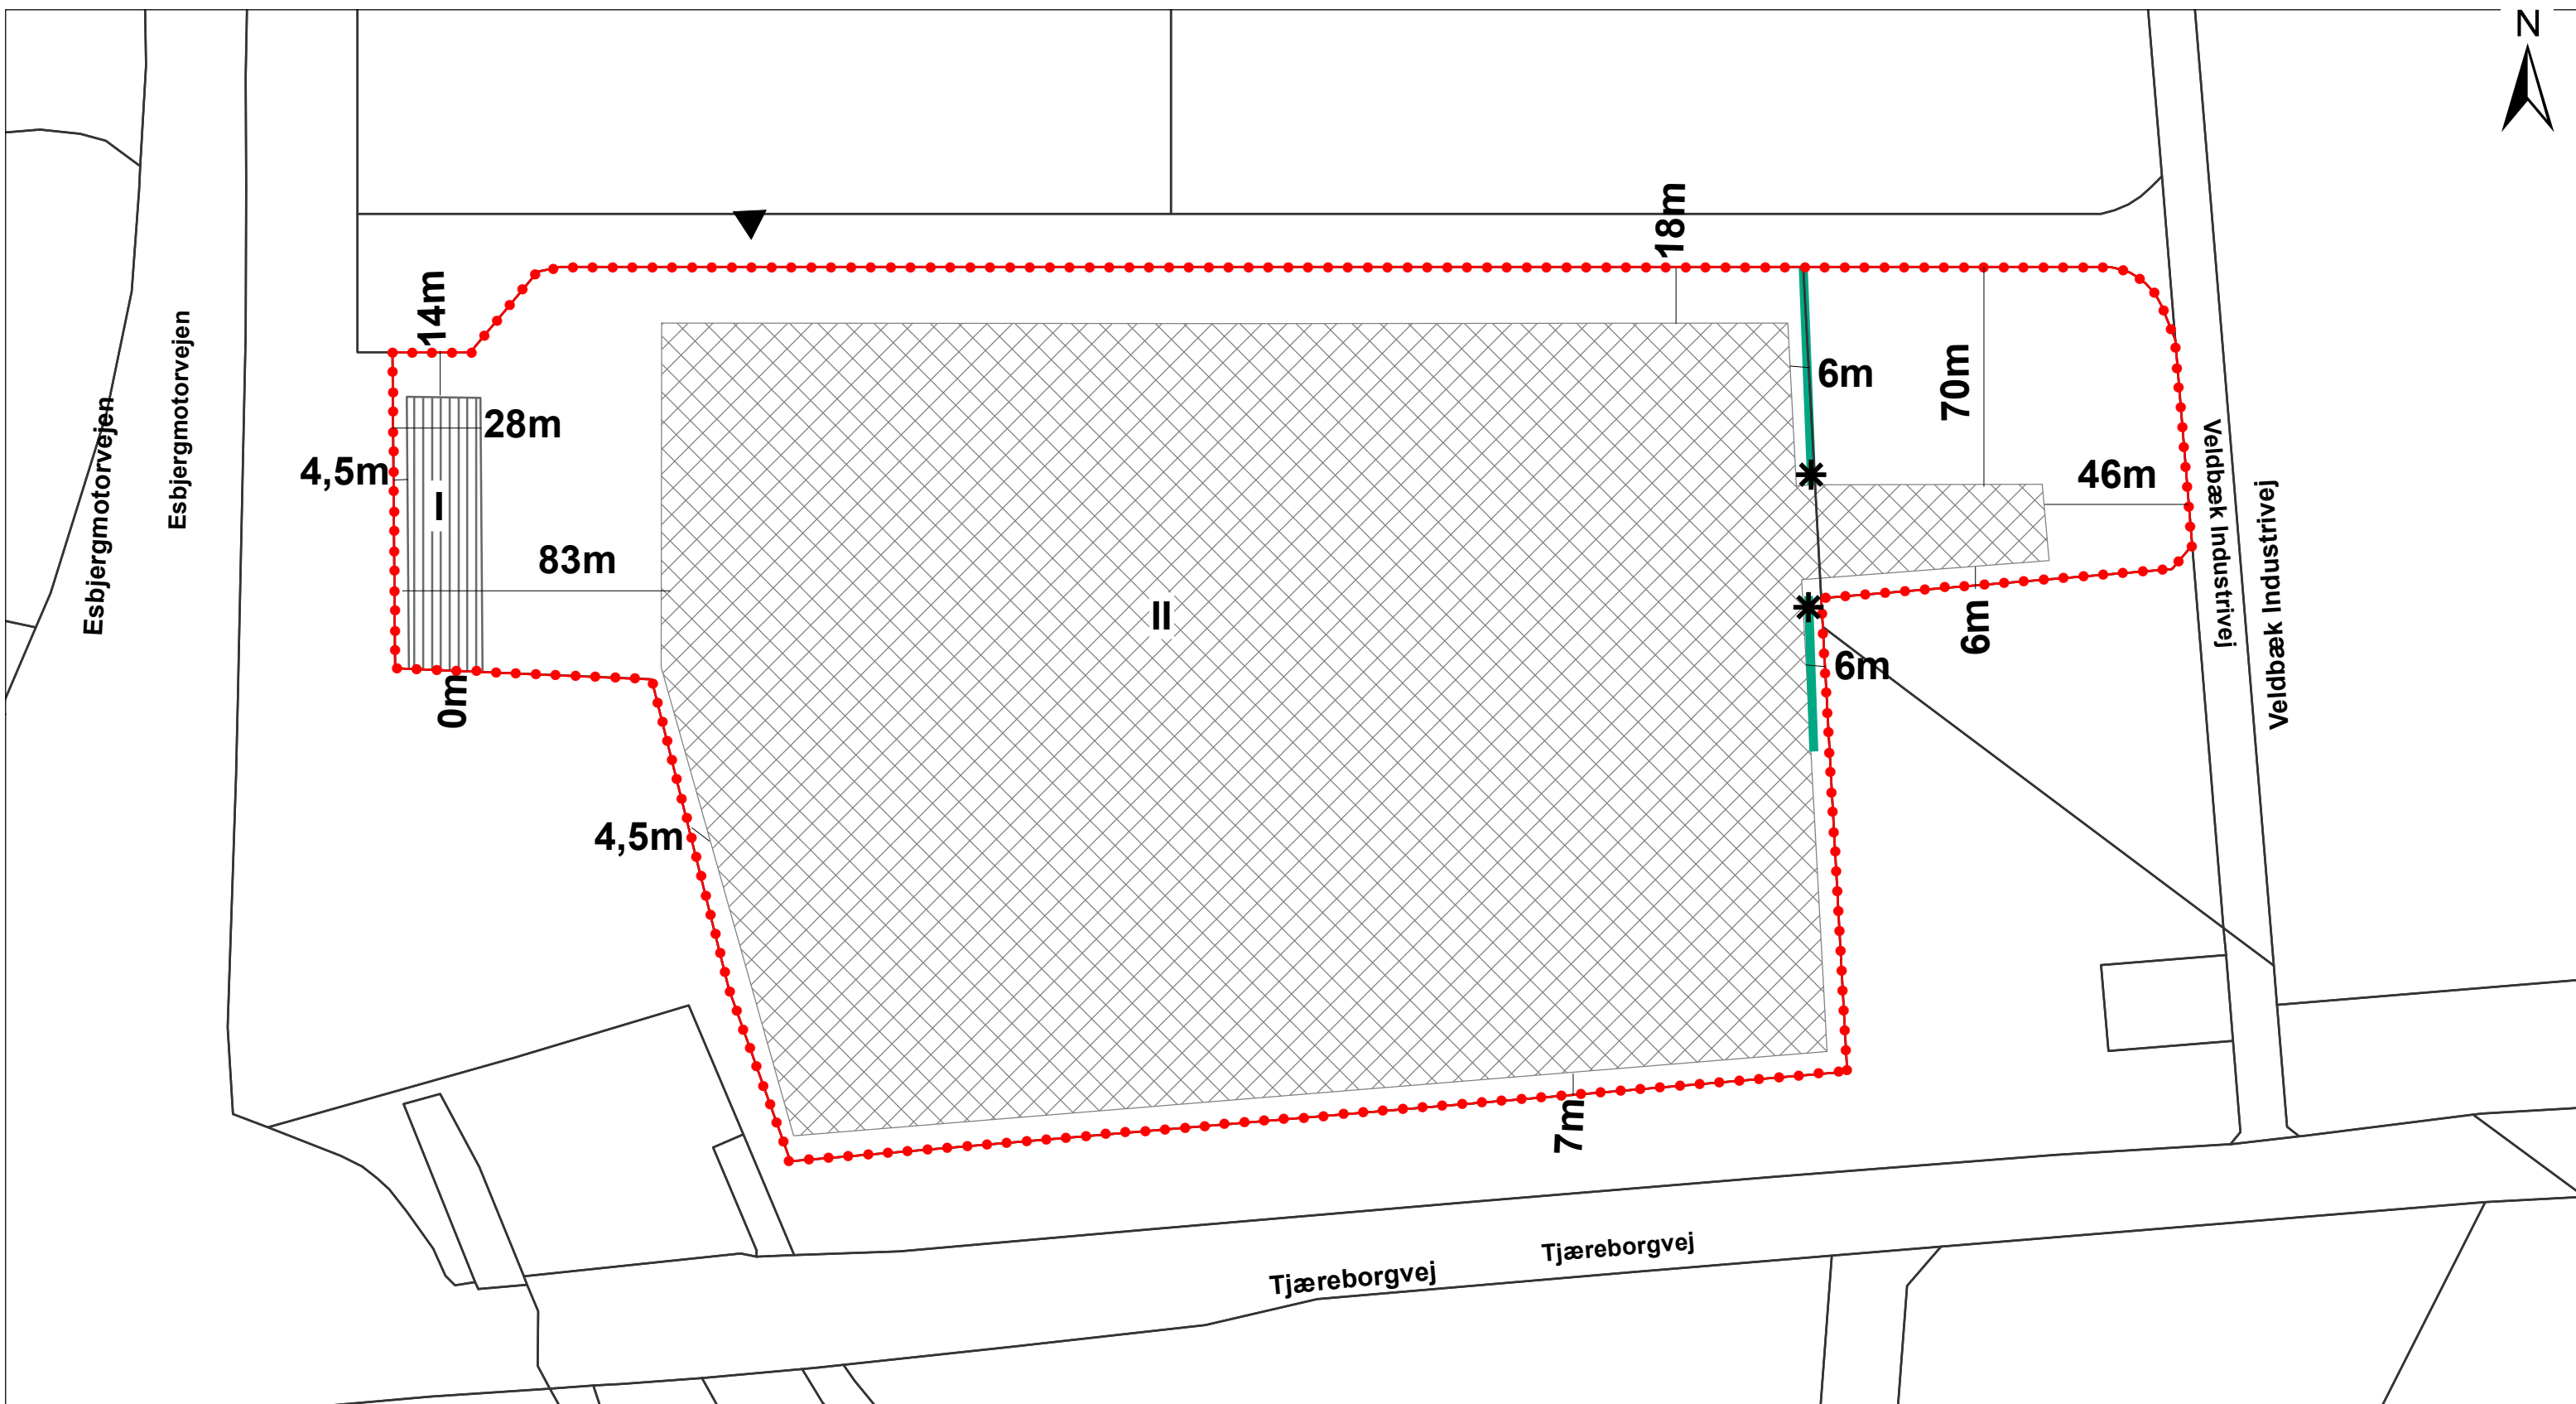 N
18m
14m
6m
70m
28m
4,5m
46m
I
83m
II
6m
6m
0m
4,5m
7m
Esbjergmotorvejen
Esbjergmotorvejen
Veldbæk Industrivej
Veldbæk Industrivej
Tjæreborgvej
Tjæreborgvej